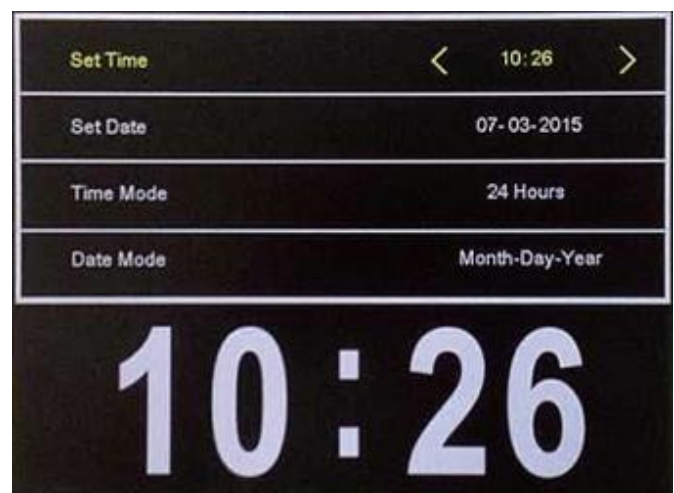 Set Time < 10:26 >
Set Date 07-03-2015
Time Mode 24 Hours
Date Mode Month-Day-Year
10:26